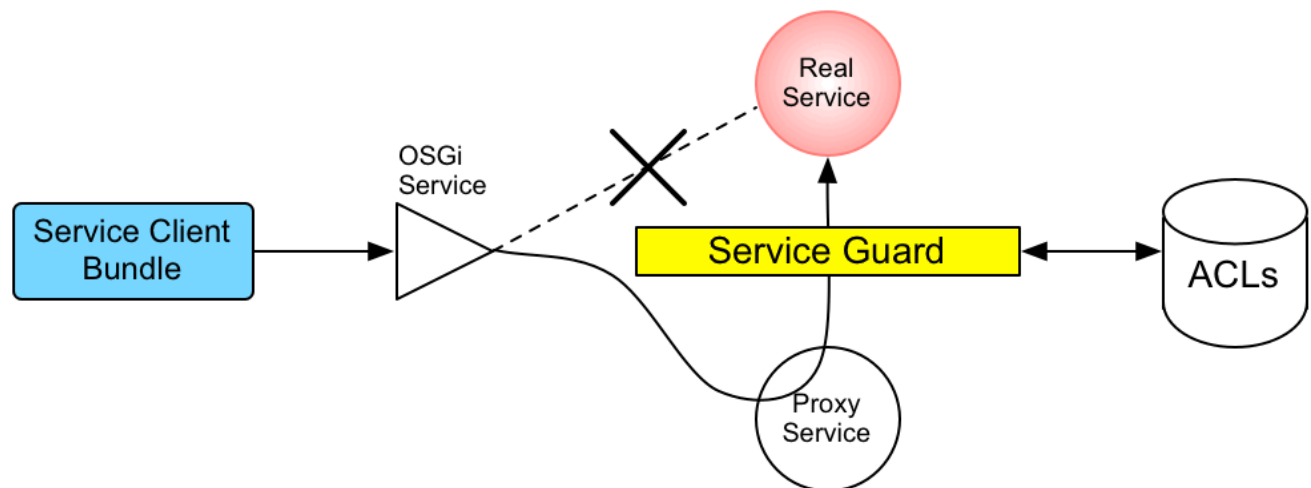 Real
Service
OSGi
Service
Service Client
Bundle
Service Guard
ACLs
Proxy
Service